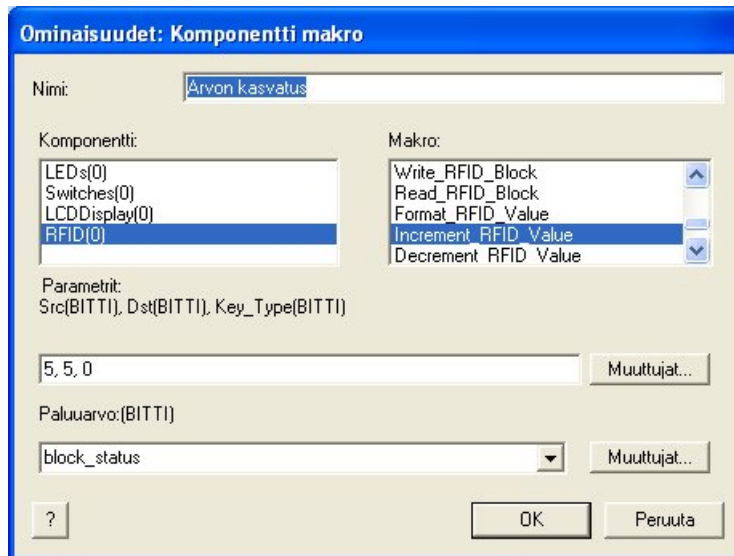 Ominaisuudet: Komponentti makro
Nimi:
Arvon kasvatus
Komponentti:
Makro:
LEDs(0)
Switches(0)
LCDDisplay(0)
RFID(0)
Write_RFID_Block
Read_RFID_Block
Format_RFID_Value
Increment_RFID_Value
Decrement_RFID_Value
Parametrit:
Src(BITTI), Dst(BITTI), Key_Type(BITTI)
5, 5, 0
Muuttujat...
Paluuarvo:(BITTI)
block_status
Muuttujat...
?
OK
Peruuta